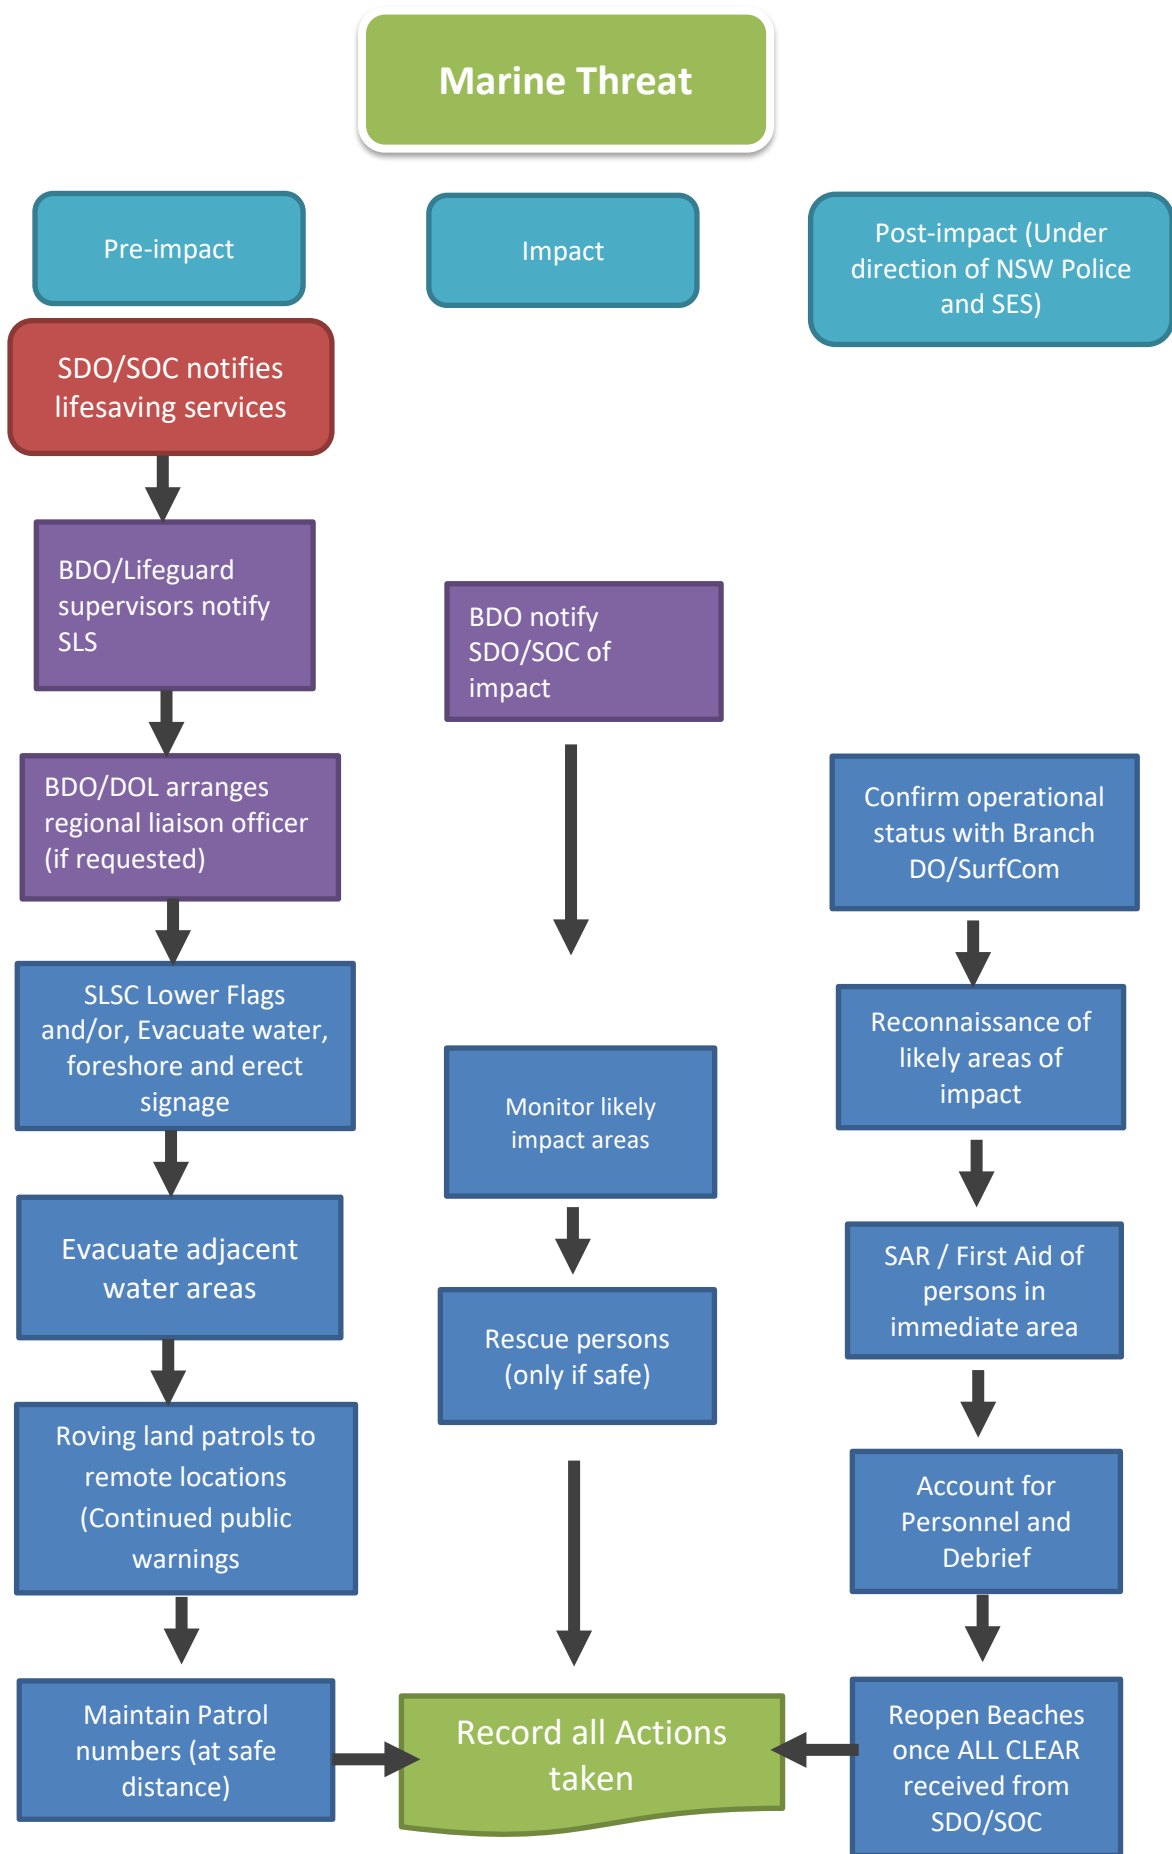 Marine Threat
Pre-impact
Impact
Post-impact (Under
direction of NSW Police
and SES)
SDO/SOC notifies
lifesaving services
BDO/Lifeguard
supervisors notify
SLS
BDO/DOL arranges
regional liaison officer
(if requested)
SLSC Lower Flags
and/or, Evacuate water,
foreshore and erect
signage
Evacuate adjacent
water areas
Roving land patrols to
remote locations
(Continued public
warnings
Maintain Patrol
numbers (at safe
distance)
BDO notify
SDO/SOC of
impact
Monitor likely
impact areas
Rescue persons
(only if safe)
Record all Actions
taken
Confirm operational
status with Branch
DO/SurfCom
Reconnaissance of
likely areas of
impact
SAR / First Aid of
persons in
immediate area
Account for
Personnel and
Debrief
Reopen Beaches
once ALL CLEAR
received from
SDO/SOC